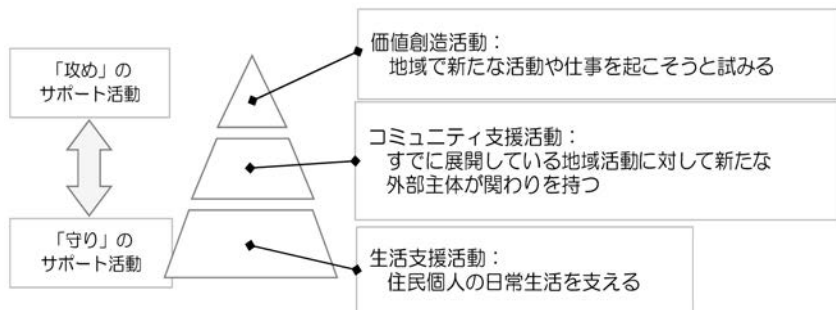 「攻め」の
サポート活動
「守り」の
サポート活動
価値創造活動：
地域で新たな活動や仕事を起こそうと試みる
コミュニティ支援活動：
すでに展開している地域活動に対して新たな
外部主体が関わりを持つ
生活支援活動：
住民個人の日常生活を支える